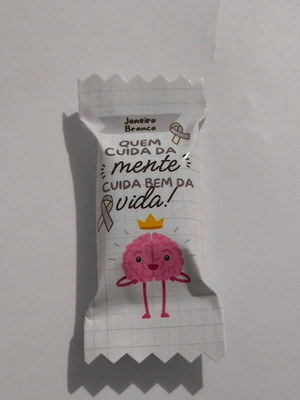 Janeiro
Branco
QUEM
CUIDA DA
mente
CUIDA BEM DA
vida!